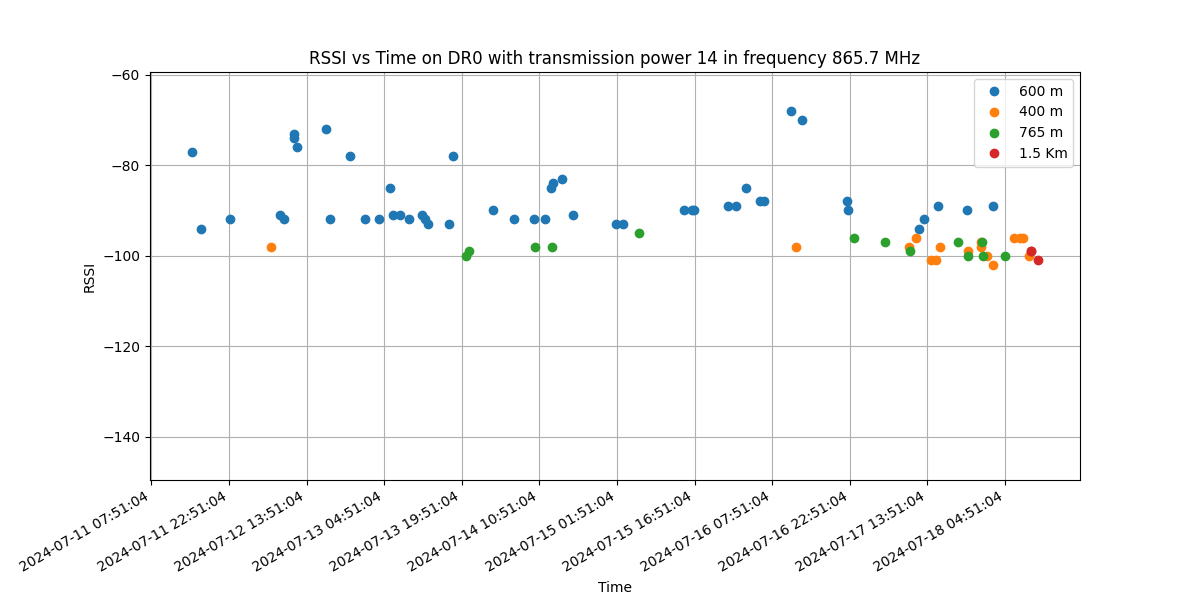 RSSI vs Time on DR0 with transmission power 14 in frequency 865.7 MHz
600 m
400 m
765 m
1.5 Km
−60
−80
−100
−120
−140
RSSI
2024-07-11 07:51:04
2024-07-11 22:51:04
2024-07-12 13:51:04
2024-07-13 04:51:04
2024-07-13 19:51:04
2024-07-14 10:51:04
2024-07-15 01:51:04
2024-07-15 16:51:04
2024-07-16 07:51:04
2024-07-16 22:51:04
2024-07-17 13:51:04
2024-07-18 04:51:04
Time